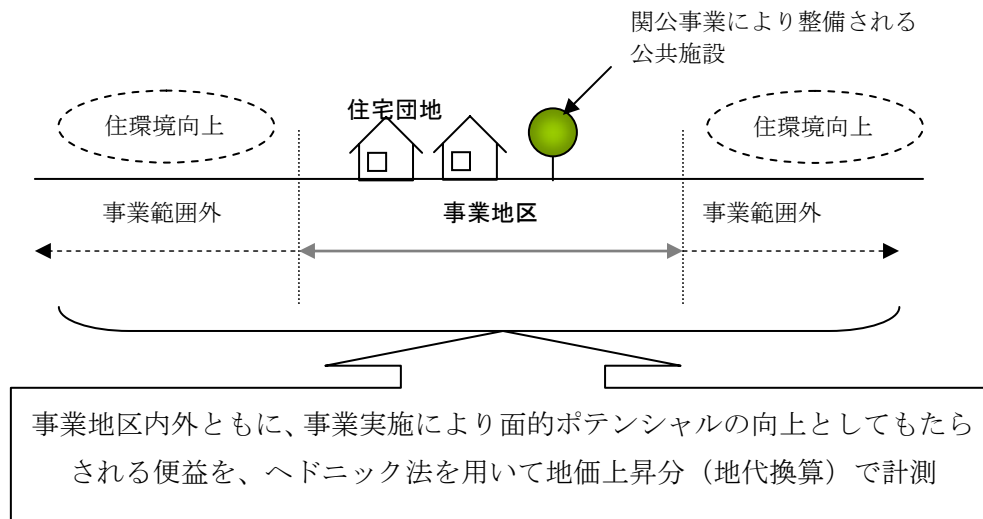 関公事業により整備される
公共施設
住環境向上
住宅団地
住環境向上
事業範囲外
事業地区
事業範囲外
事業地区内外ともに、事業実施により面的ポテンシャルの向上としてもたら
される便益を、ヘドニック法を用いて地価上昇分（地代換算）で計測